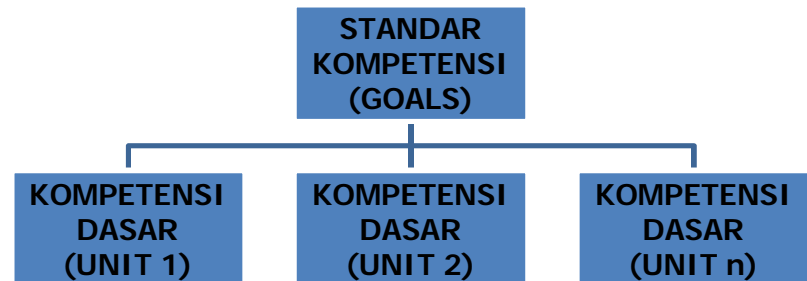 STANDAR
KOMPETENSI
(GOALS)
KOMPETENSI
DASAR
(UNIT 1)
KOMPETENSI
DASAR
(UNIT 2)
KOMPETENSI
DASAR
(UNIT n)